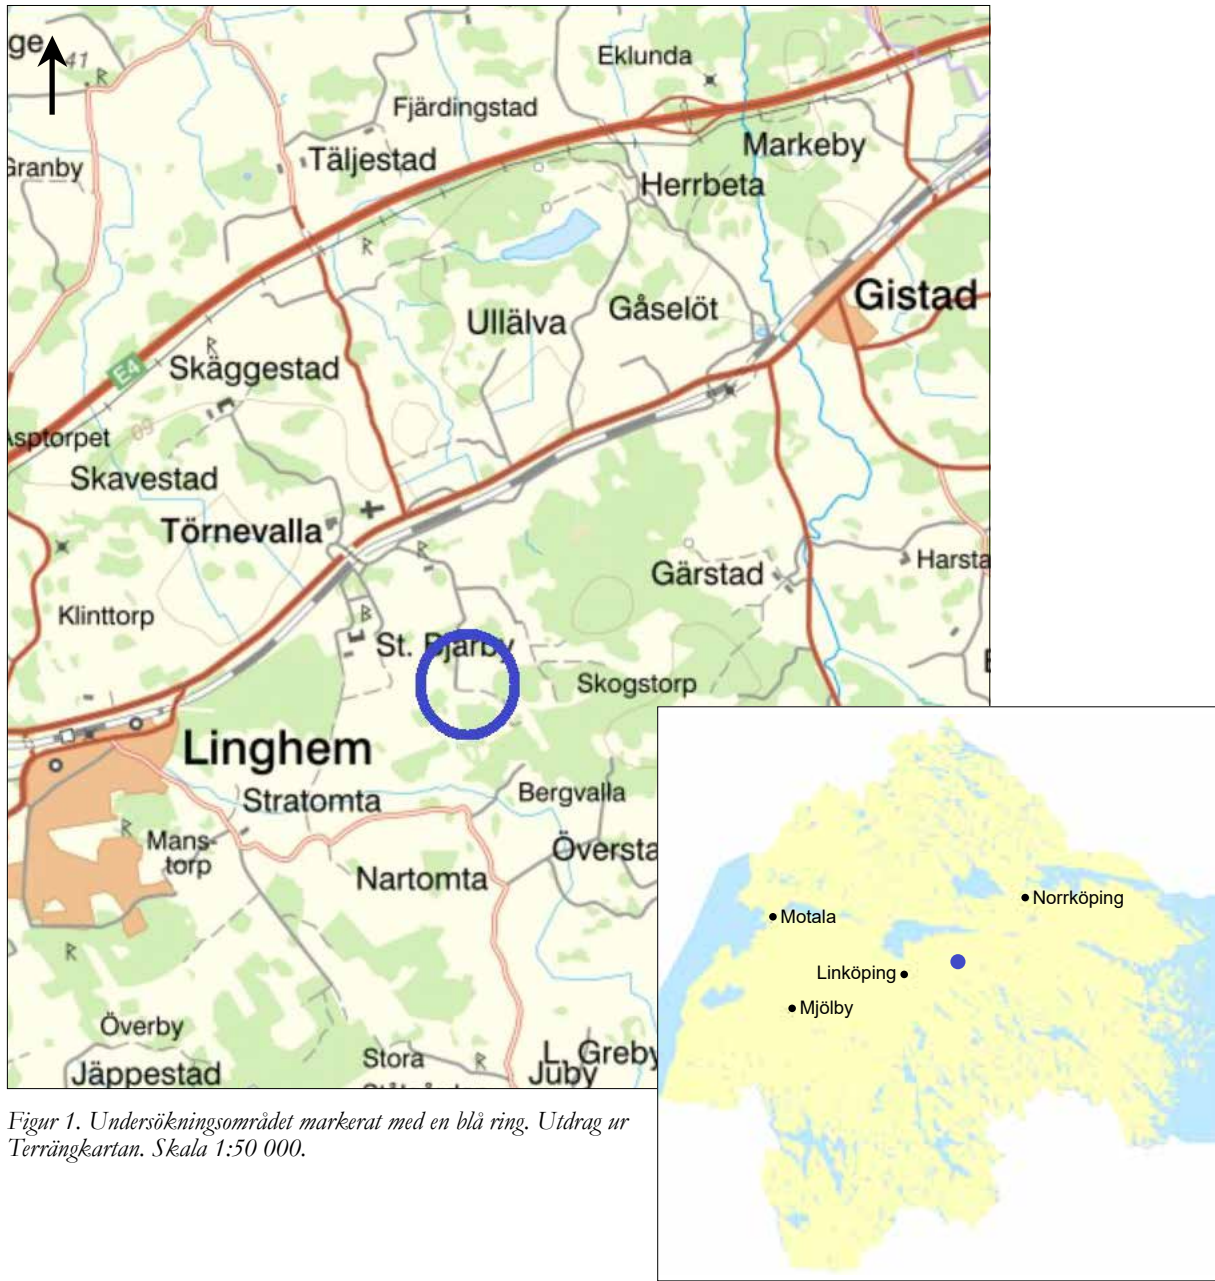 ge
41
R
Eklunda
Fjärdingstad
Markeby
Täljestad
Granby
Herrbeta
R
Gistad
Gåselöt
Ullälva
R
E4
Skäggestad
Asptorpet
60
Skavestad
Törnevalla
R
Harsta
Gärstad
Klinttorp
B
St. Bjärby
Skogstorp
Linghem
Bergvalla
Stratomta
R
Mans-
torp
Översta
Nartomta
R
Överby
Stora
R
L. Greby
Jäppestad
Juby
Norrköping
Motala
Linköping
Mjölby
Figur 1. Undersökningsområdet markerat med en blå ring. Utdrag ur
Terrängkartan. Skala 1:50 000.